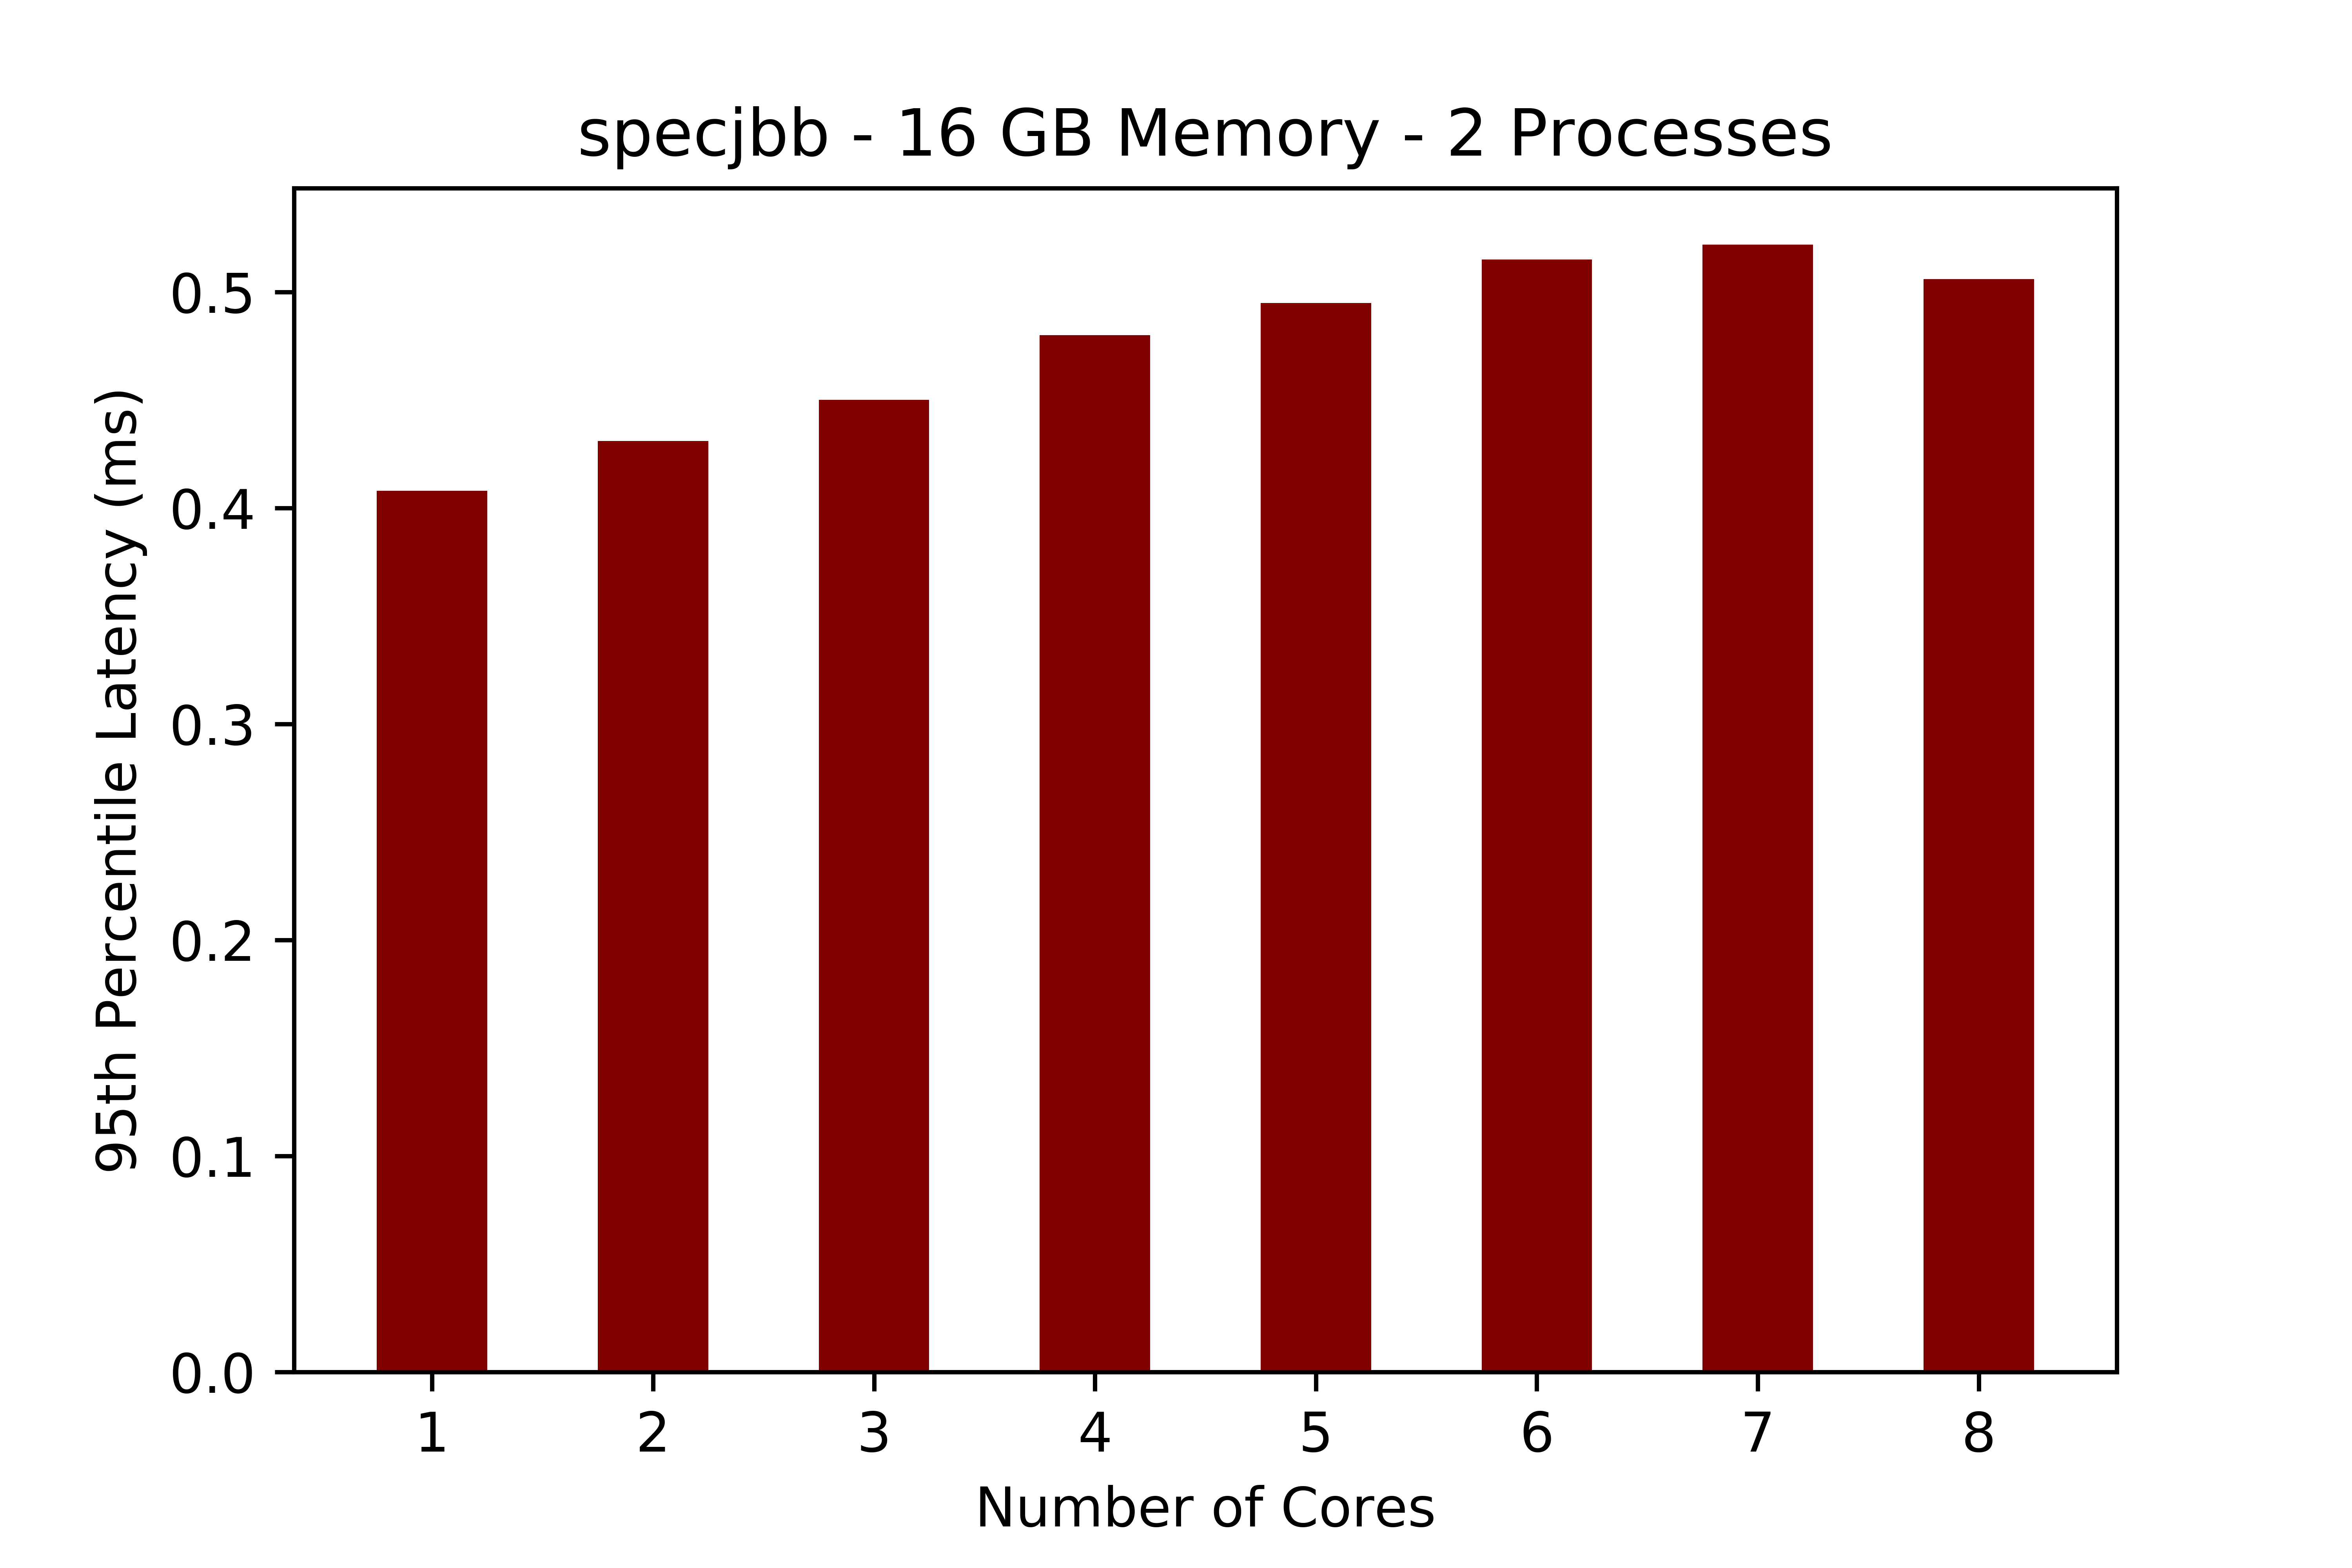 specjbb - 16 GB Memory - 2 Processes
95th Percentile Latency (ms)
0.5
0.4
0.3
0.2
0.1
0.0
1 2 3 4 5 6 7 8
Number of Cores